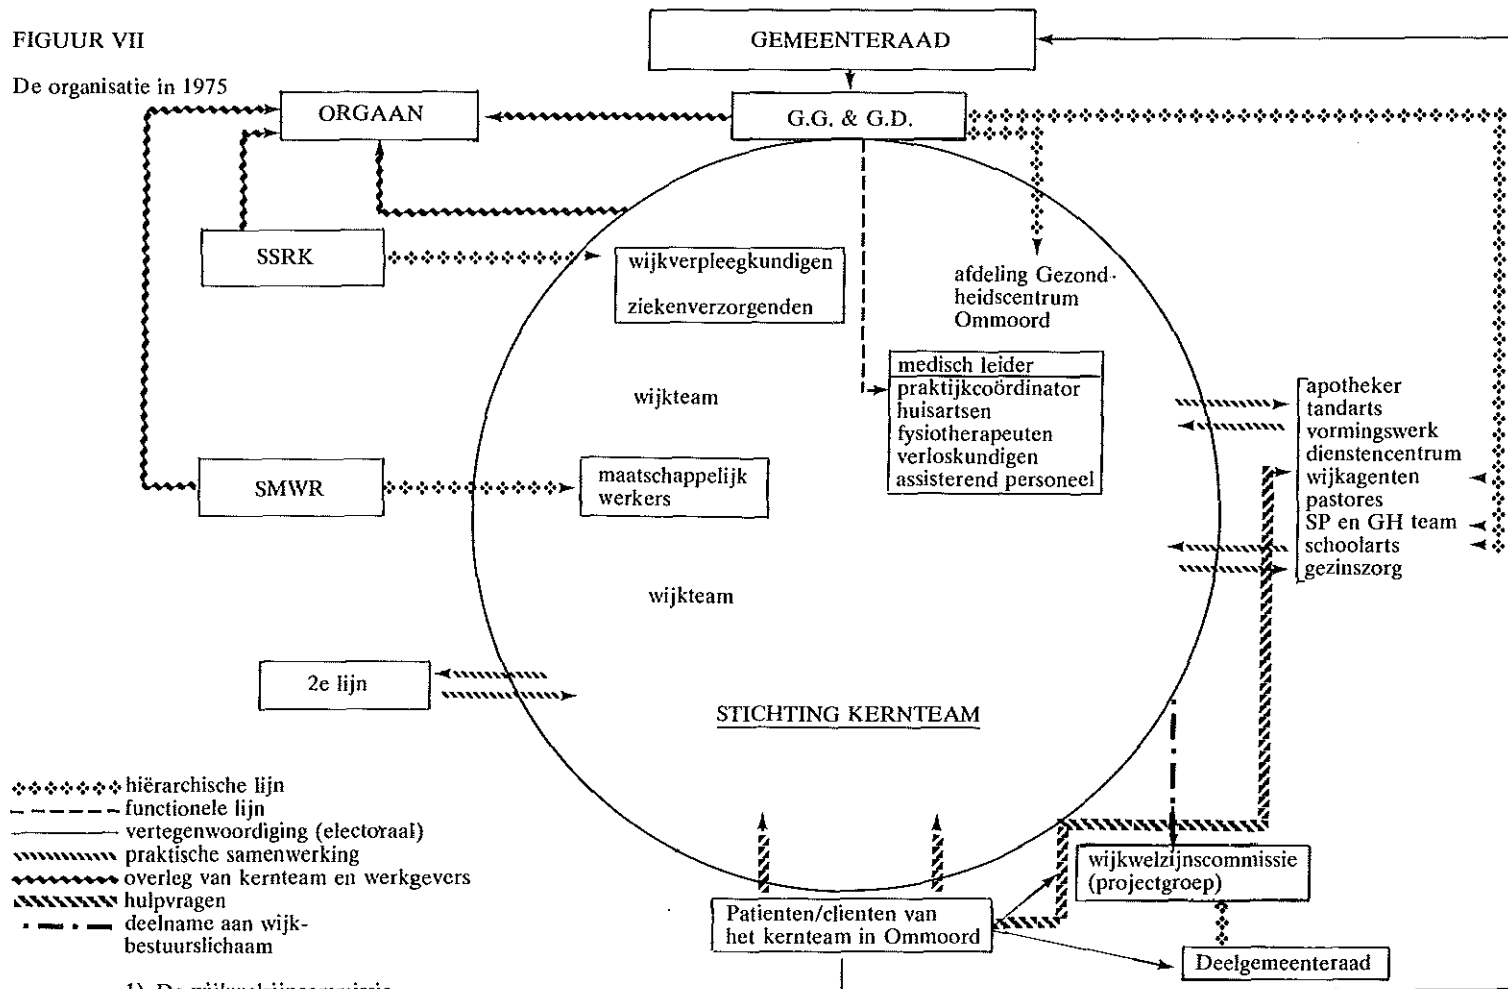 FIGUUR VII
De organisatie in 1975
GEMEENTERAAD
ORGAAN
G.G. & G.D.
SSRK
wijkverpleegkundigen
ziekenverzorgenden
afdeling Gezond-
heidscentrum
Ommoord
wijkteam
medisch leider
praktijkcoördinator
huisartsen
fysiotherapeuten
verloskundigen
assisterend personeel
apotheker
tandarts
vormingswerk
dienstencentrum
wijkagenten
pastores
SP en GH team
schoolarts
gezinszorg
SMWR
maatschappelijk
werkers
wijkteam
2e lijn
STICHTING KERNTEAM
hiërarchische lijn
functionele lijn
vertegenwoordiging (electoraal)
praktische samenwerking
overleg van kernteam en werkgevers
hulpvragen
deelname aan wijk-
bestuurslichaam
wijkwelzijnscommissie
(projectgroep)
Patienten/clienten van
het kernteam in Ommoord
Deelgemeenteraad
1) De wijkwelzijnscommissie